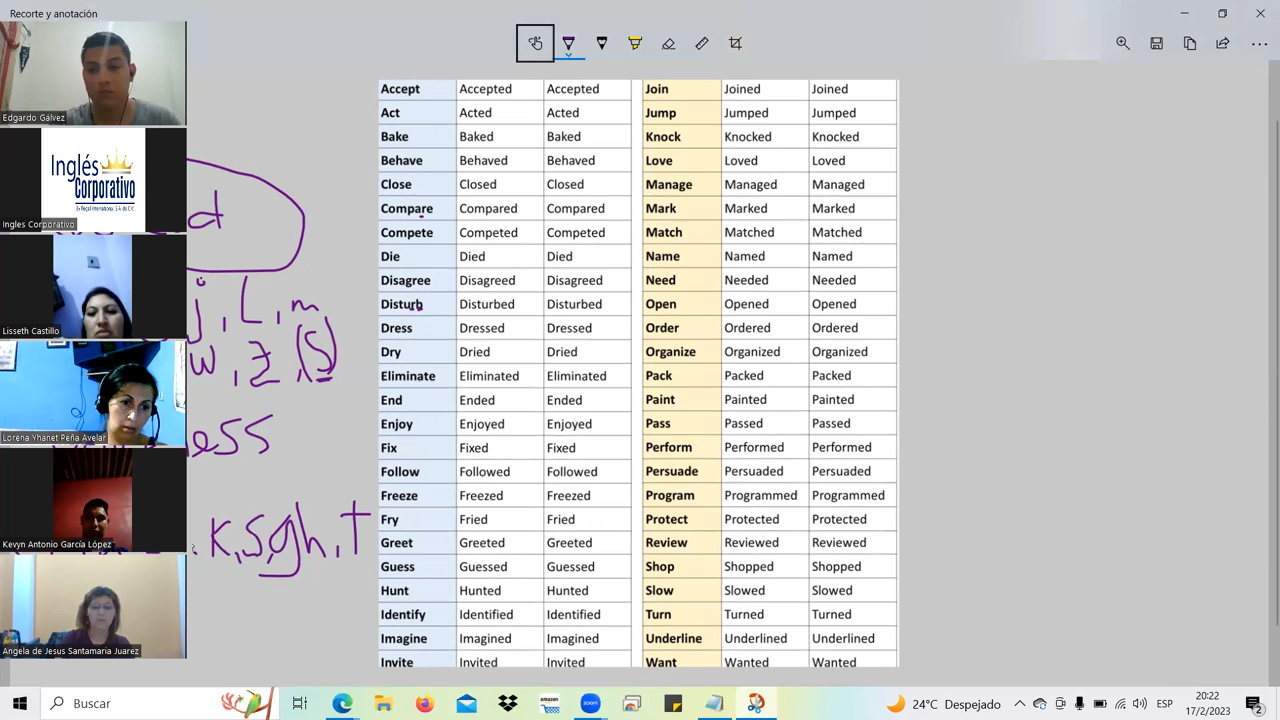 Recorte y anotación
Edgardo Gálvez
Inglés
Corporativo
Ingles Corporativo
Lisseth Castillo
Lorena Yhanet Peña Avelar
Kevyn Antonio García López
Angela de Jesus Santamaria Juarez
d
j, L, m
w, z, (S)
ess
K, S, gh, t
Accept Accepted Accepted Join Joined Joined
Act Acted Acted Jump Jumped Jumped
Bake Baked Baked Knock Knocked Knocked
Behave Behaved Behaved Love Loved Loved
Close Closed Closed Manage Managed Managed
Compare Compared Compared Mark Marked Marked
Compete Competed Competed Match Matched Matched
Die Died Died Name Named Named
Disagree Disagreed Disagreed Need Needed Needed
Disturb Disturbed Disturbed Open Opened Opened
Dress Dressed Dressed Order Ordered Ordered
Dry Dried Dried Organize Organized Organized
Eliminate Eliminated Eliminated Pack Packed Packed
End Ended Ended Paint Painted Painted
Enjoy Enjoyed Enjoyed Pass Passed Passed
Fix Fixed Fixed Perform Performed Performed
Follow Followed Followed Persuade Persuaded Persuaded
Freeze Freezed Freezed Program Programmed Programmed
Fry Fried Fried Protect Protected Protected
Greet Greeted Greeted Review Reviewed Reviewed
Guess Guessed Guessed Shop Shopped Shopped
Hunt Hunted Hunted Slow Slowed Slowed
Identify Identified Identified Turn Turned Turned
Imagine Imagined Imagined Underline Underlined Underlined
Invite Invited Invited Want Wanted Wanted
Buscar
amazon
zoom
24°C Despejado
ESP
20:22
17/2/2023
2